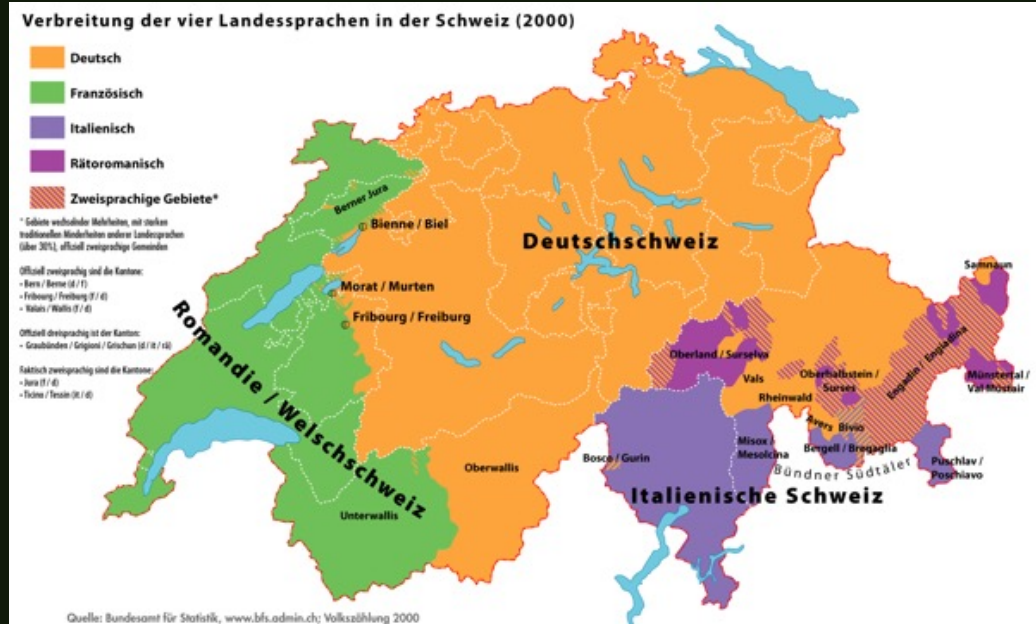 Verbreitung der vier Landessprachen in der Schweiz (2000)
Deutsch
Französisch
Italienisch
Rätoromanisch
Zweisprachige Gebiete*
* Gebiete wechselnder Mehrheiten, mit starken
traditionellen Minderheiten anderer Landessprachen
(über 30%), offiziell zweisprachige Gemeinden
Offiziell zweisprachig sind die Kantone:
• Bern / Berne (d / f)
• Fribourg / Freiburg (f / d)
• Valais / Wallis (f / d)
Offiziell dreisprachig ist der Kanton:
• Graubünden / Grigioni / Grischun (d / it / rä)
Faktisch zweisprachig sind die Kantone:
• Jura (f / d)
• Ticino / Tessin (it / d)
Berner Jura
Bienne / Biel
Morat / Murten
Fribourg / Freiburg
Deutschschweiz
Romandie / Welschschweiz
Oberwallis
Unterwallis
Samnaun
Oberland / Surselva
Vals
Rheinwald
Oberhalbstein /
Surses
Engadin / Engiadina
Münstertal /
Val Müstair
Avers
Bivio
Bergell / Bregaglia
Bosco / Gurin
Misox /
Mesolcina
Bündner Südtäler
Puschlav /
Poschiavo
Italienische Schweiz
Quelle: Bundesamt für Statistik, www.bfs.admin.ch; Volkszählung 2000